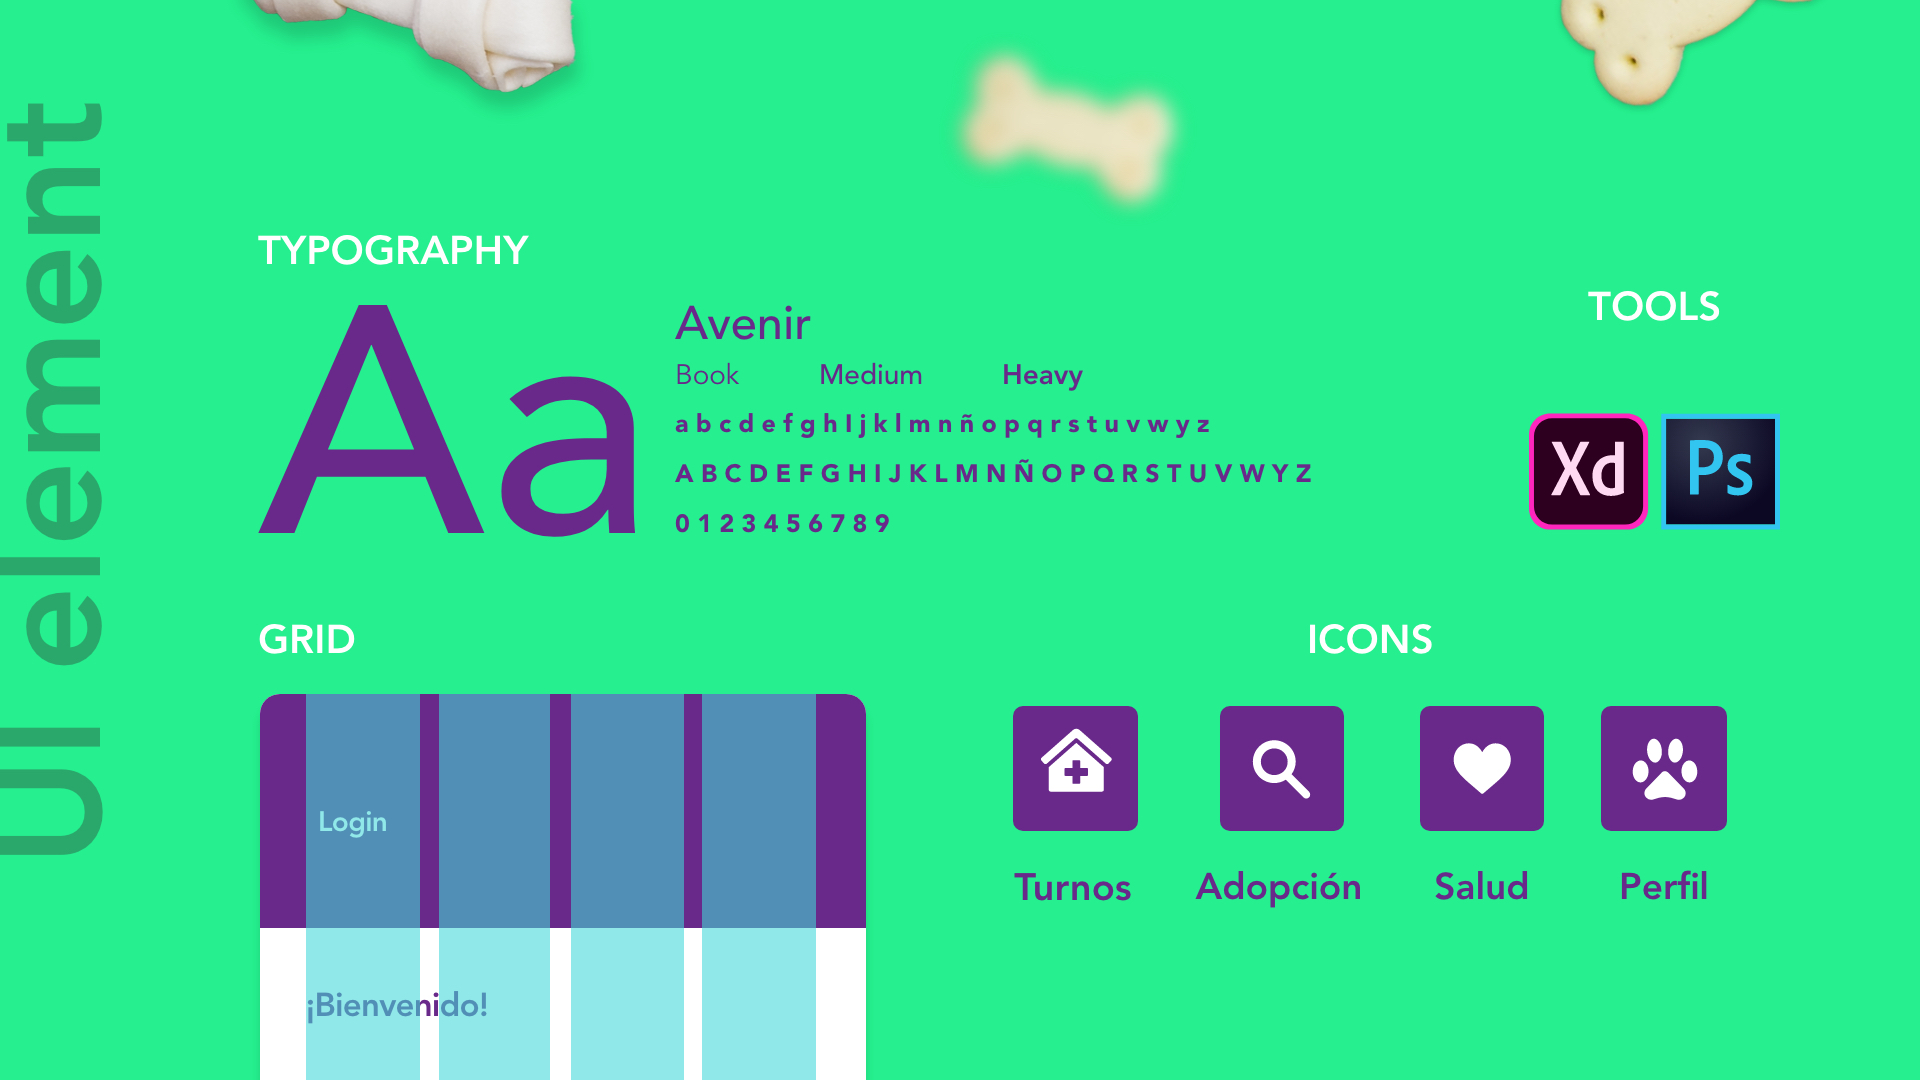 UI element
TYPOGRAPHY
Aa
Avenir
Book Medium Heavy
a b c d e f g h I j k l m n ñ o p q r s t u v w y z
A B C D E F G H I J K L M N Ñ O P Q R S T U V W Y Z
0 1 2 3 4 5 6 7 8 9
TOOLS
Xd Ps
GRID
Login
¡Bienvenido!
ICONS
Turnos Adopción Salud Perfil